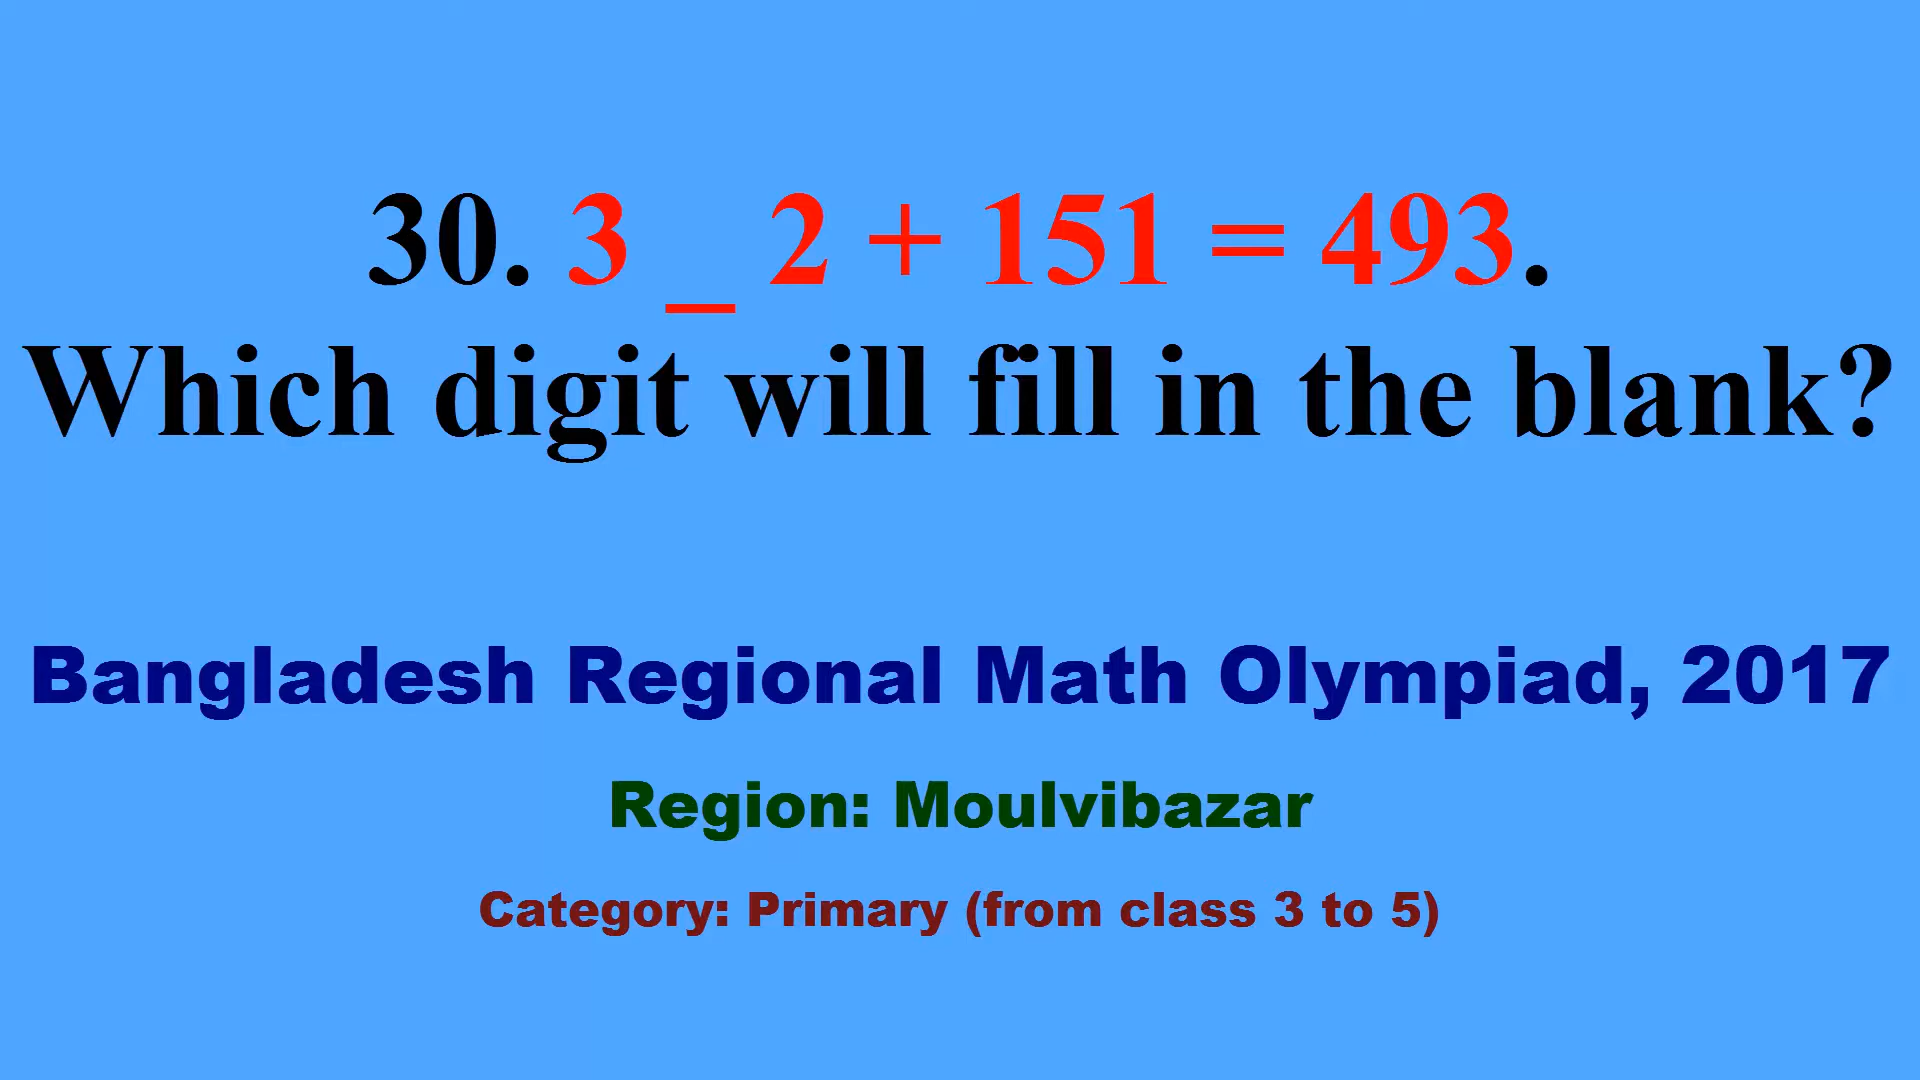 30. 3 _ 2 + 151 = 493.
Which digit will fill in the blank?
Bangladesh Regional Math Olympiad, 2017
Region: Moulvibazar
Category: Primary (from class 3 to 5)